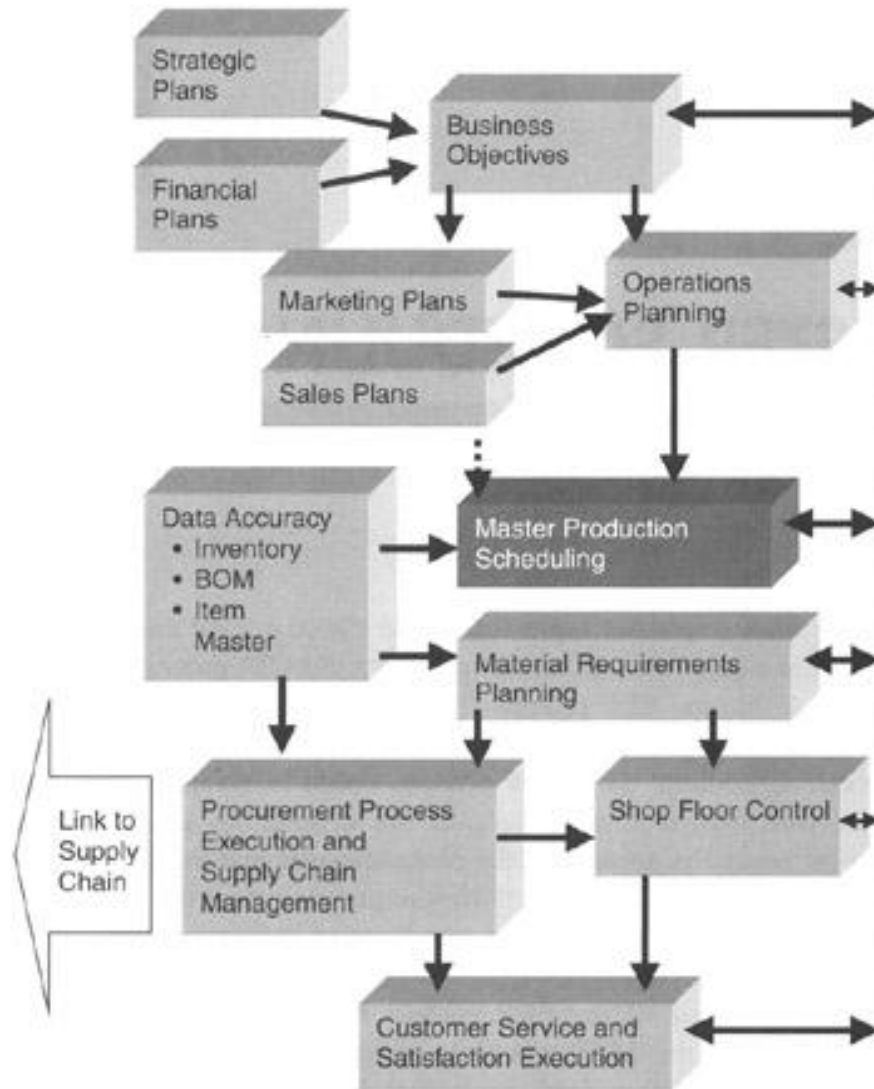 Strategic
Plans
Business
Objectives
Financial
Plans
Marketing Plans
Operations
Planning
Sales Plans
Data Accuracy
• Inventory
• BOM
• Item
Master
Master Production
Scheduling
Material Requirements
Planning
Link to
Supply
Chain
Procurement Process
Execution and
Supply Chain
Management
Shop Floor Control
Customer Service and
Satisfaction Execution